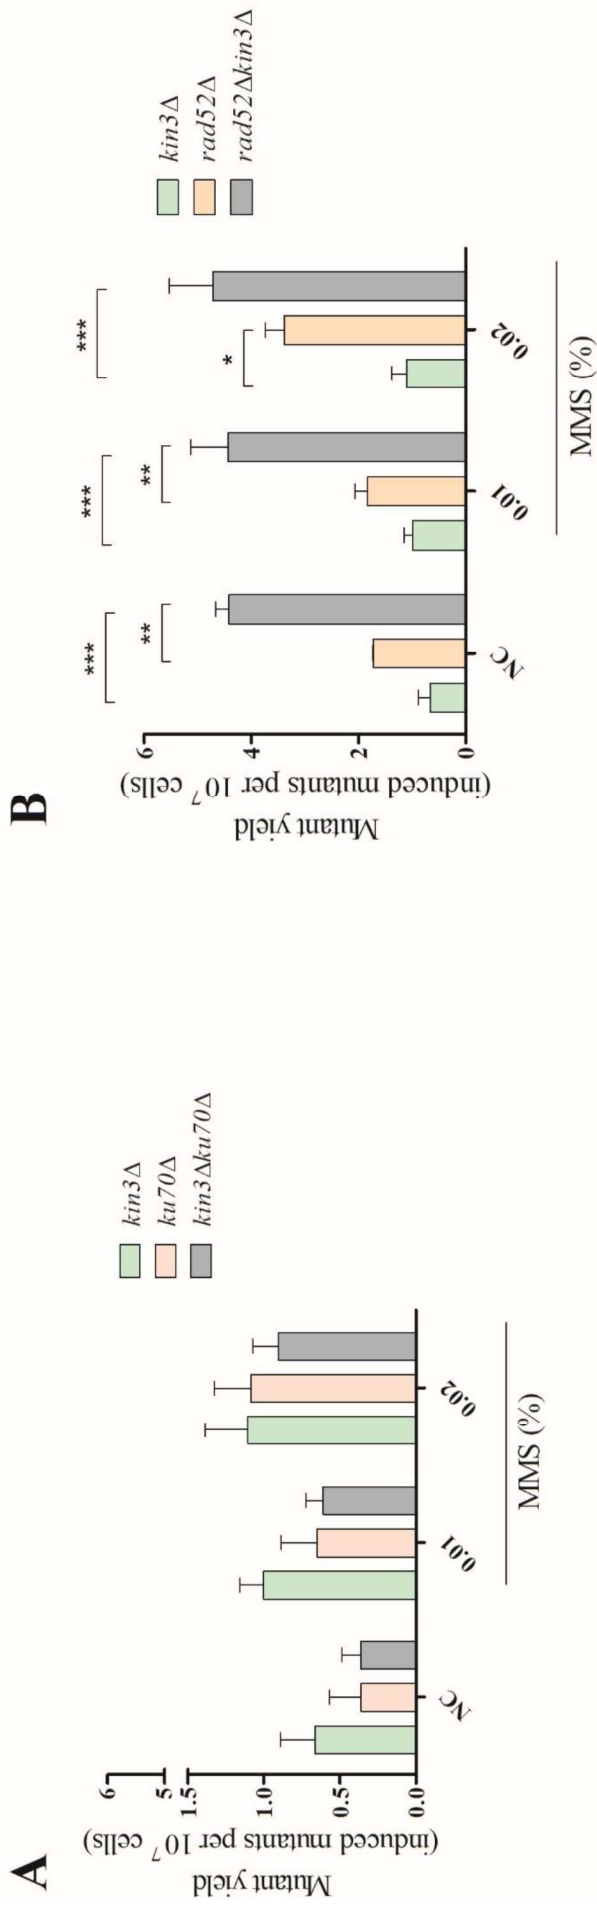 A
Mutant yield
(induced mutants per 10⁷ cells)
6
5
1.5
1.0
0.5
0.0
NC
0.01
0.02
MMS (%)
kin3Δ
ku70Δ
kin3Δku70Δ
B
Mutant yield
(induced mutants per 10⁷ cells)
6
4
2
0
***
**
***
**
***
*
NC
0.01
0.02
MMS (%)
kin3Δ
rad52Δ
rad52Δkin3Δ